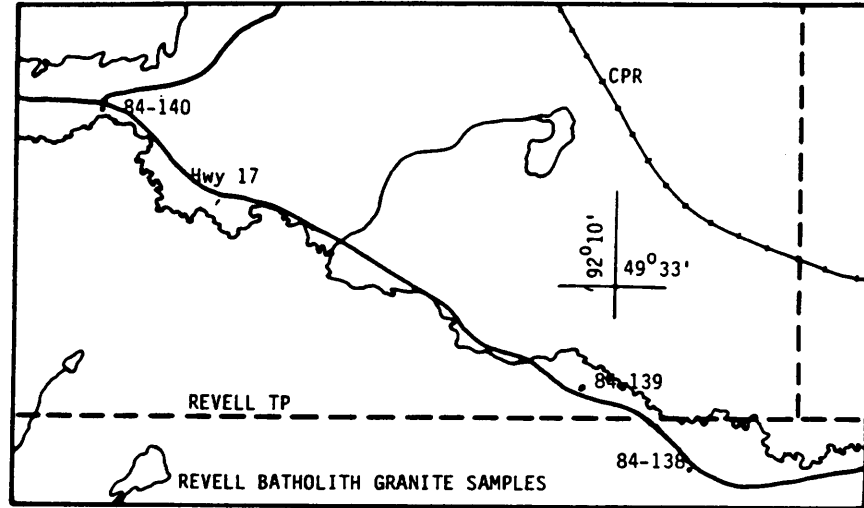 CPR
84-140
Hwy 17
92° 10'
49° 33'
84-139
REVELL TP
84-138
REVELL BATHOLITH GRANITE SAMPLES